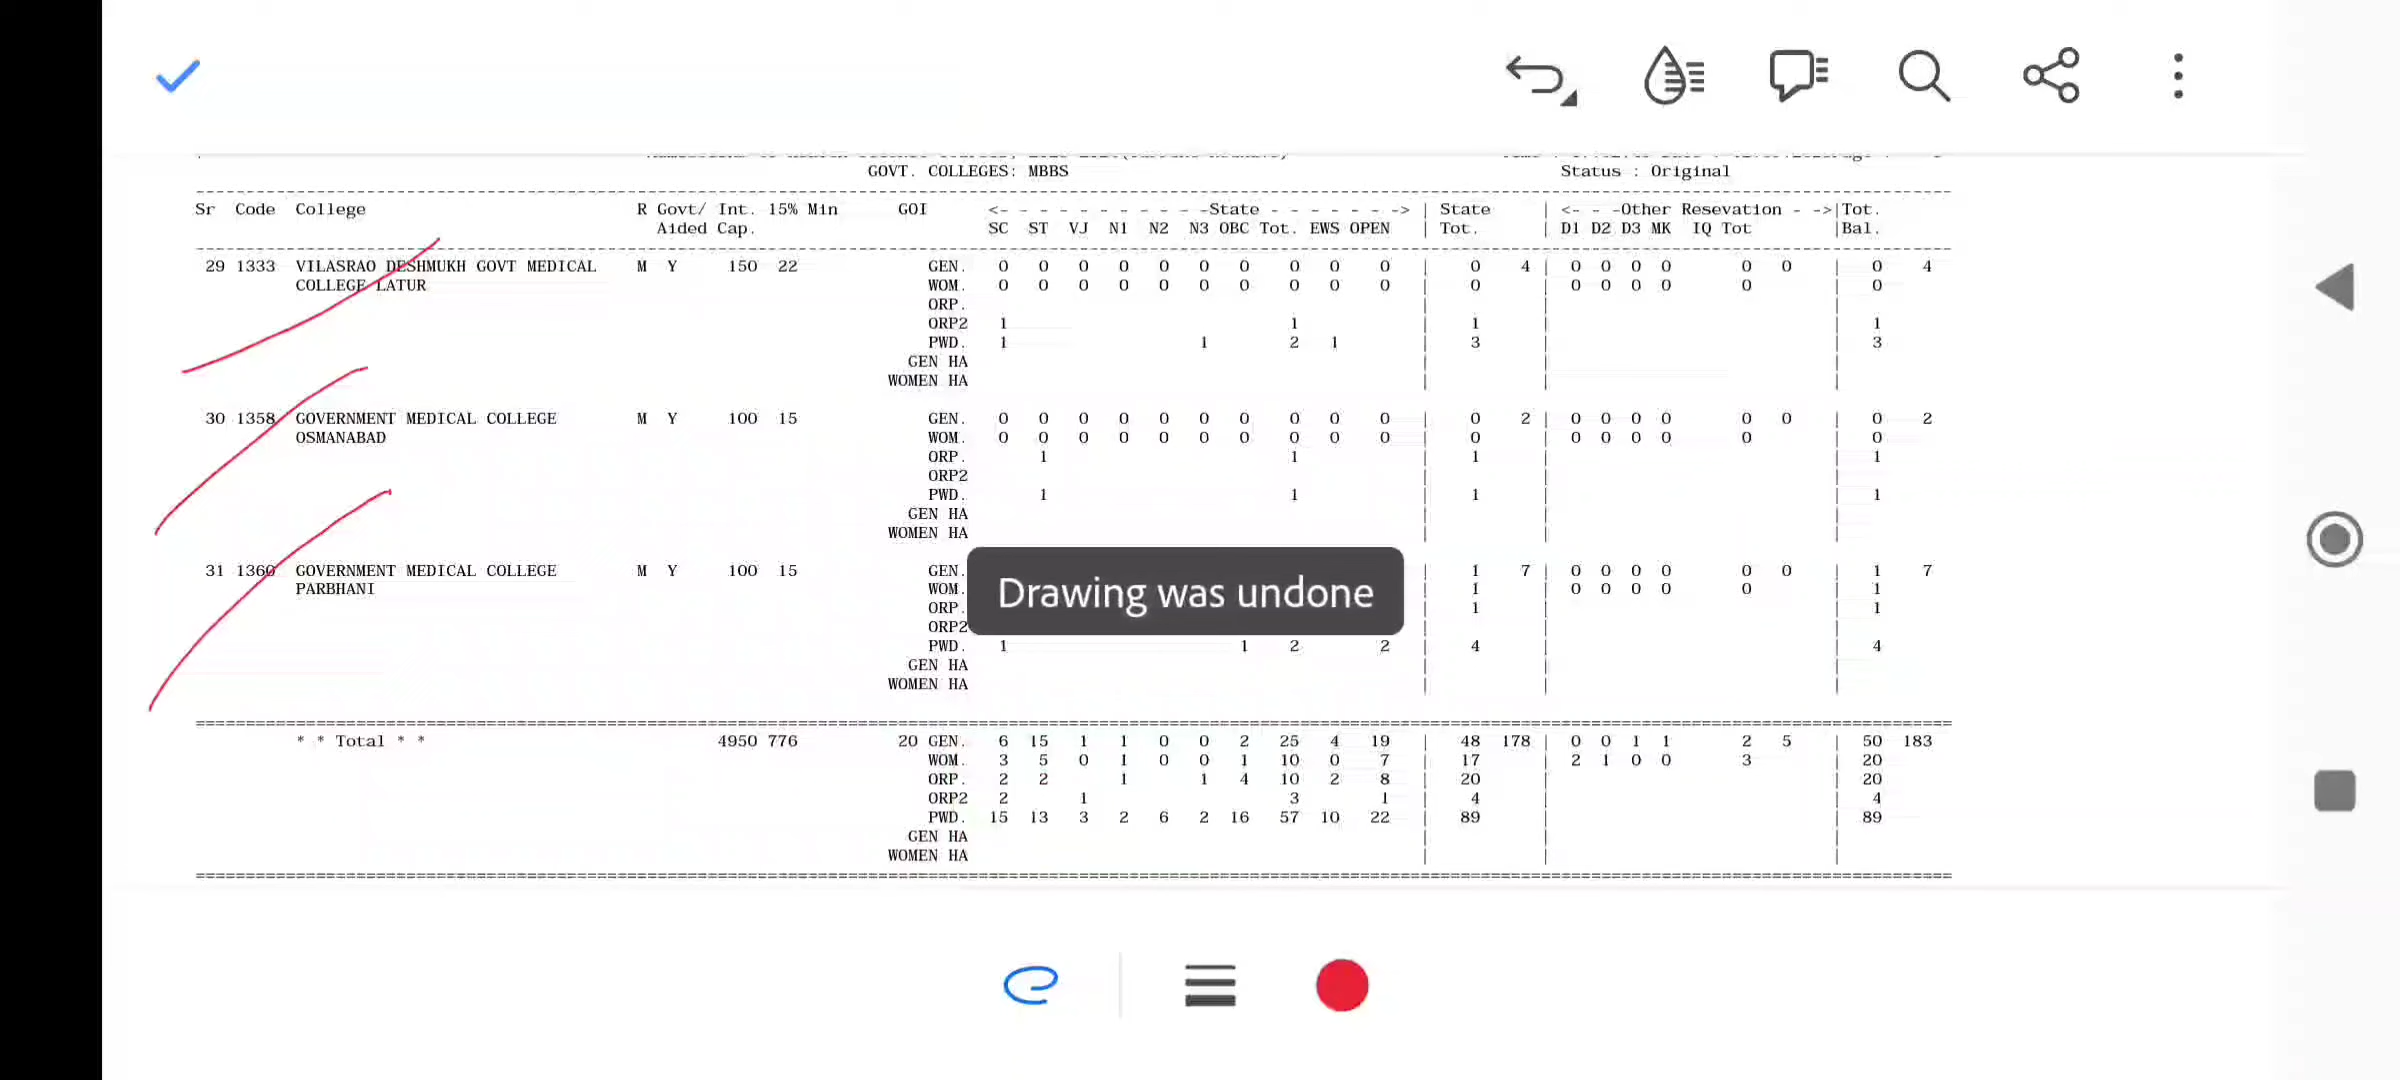 GOVT. COLLEGES: MBBS Status : Original
Sr Code College R Govt/ Int. 15% Min GOI <- - - - - - - - - - -State - - - - - - -> | State | <- - -Other Resevation - ->|Tot.
Aided Cap. SC ST VJ N1 N2 N3 OBC Tot. EWS OPEN | Tot. | D1 D2 D3 MK IQ Tot |Bal.
29 1333 VILASRAO DESHMUKH GOVT MEDICAL M Y 150 22 GEN. 0 0 0 0 0 0 0 0 0 0 | 0 4 | 0 0 0 0 0 0 | 0 4
COLLEGE LATUR WOM. 0 0 0 0 0 0 0 0 0 0 | 0 | 0 0 0 0 0 | 0
ORP. | | |
ORP2 1 1 | 1 | | 1
PWD. 1 1 2 1 | 3 | | 3
GEN HA | | |
WOMEN HA | | |
30 1358 GOVERNMENT MEDICAL COLLEGE M Y 100 15 GEN. 0 0 0 0 0 0 0 0 0 0 | 0 2 | 0 0 0 0 0 0 | 0 2
OSMANABAD WOM. 0 0 0 0 0 0 0 0 0 0 | 0 | 0 0 0 0 0 | 0
ORP. 1 1 | 1 | | 1
ORP2 | | |
PWD. 1 1 | 1 | | 1
GEN HA | | |
WOMEN HA | | |
31 1360 GOVERNMENT MEDICAL COLLEGE M Y 100 15 GEN. | 1 7 | 0 0 0 0 0 0 | 1 7
PARBHANI WOM. | 1 | 0 0 0 0 0 | 1
Drawing was undone
ORP. | 1 | | 1
ORP2 | | |
PWD. 1 1 2 2 | 4 | | 4
GEN HA | | |
WOMEN HA | | |
* * Total * * 4950 776 20 GEN. 6 15 1 1 0 0 2 25 4 19 | 48 178 | 0 0 1 1 2 5 | 50 183
WOM. 3 5 0 1 0 0 1 10 0 7 | 17 | 2 1 0 0 3 | 20
ORP. 2 2 1 1 4 10 2 8 | 20 | | 20
ORP2 2 1 3 1 | 4 | | 4
PWD. 15 13 3 2 6 2 16 57 10 22 | 89 | | 89
GEN HA | | |
WOMEN HA | | |